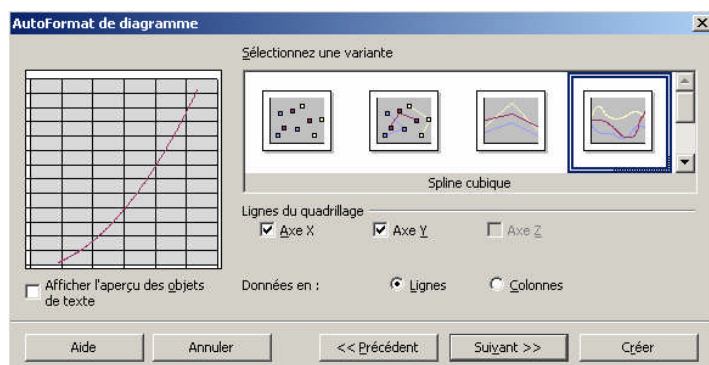 AutoFormat de diagramme
Sélectionnez une variante
Spline cubique
Lignes du quadrillage
Axe X
Axe Y
Axe Z
Afficher l'aperçu des objets
de texte
Données en :
Lignes
Colonnes
Aide
Annuler
<< Précédent
Suivant >>
Créer